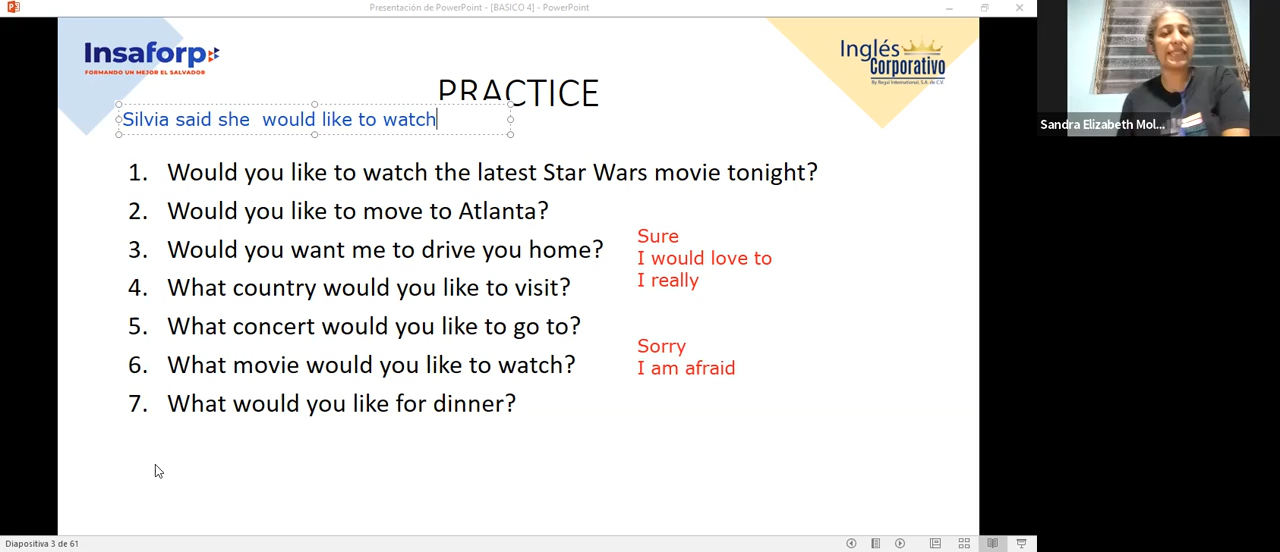 Presentación de PowerPoint - [BASICO 4] - PowerPoint
Insaforp
FORMANDO UN MEJOR EL SALVADOR
Inglés
Corporativo
By Regal International, S.A. de C.V.
PRACTICE
Silvia said she would like to watch
1. Would you like to watch the latest Star Wars movie tonight?
2. Would you like to move to Atlanta?
3. Would you want me to drive you home?
4. What country would you like to visit?
5. What concert would you like to go to?
6. What movie would you like to watch?
7. What would you like for dinner?
Sure
I would love to
I really
Sorry
I am afraid
Sandra Elizabeth Mol...
Diapositiva 3 de 61